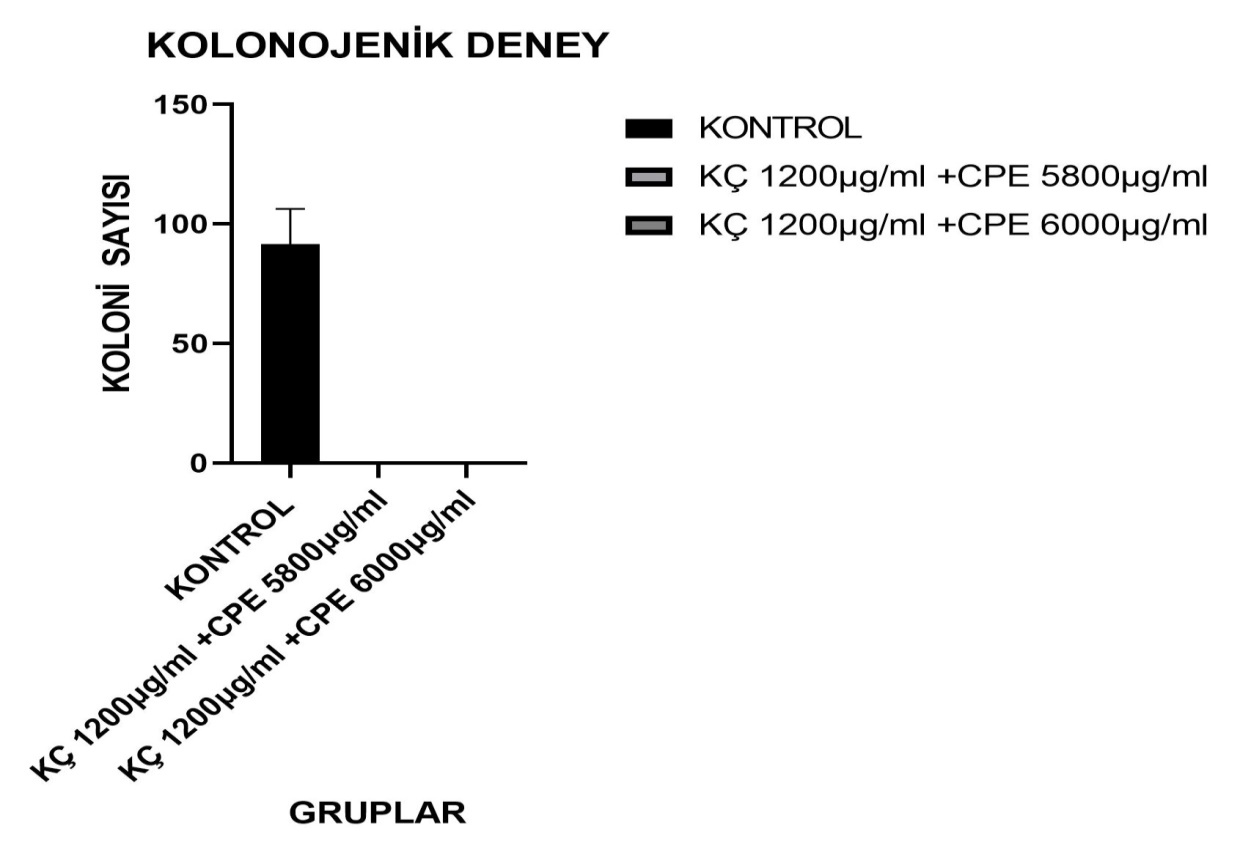 KOLONOJENİK DENEY
150
100
50
0
KOLONİ SAYISI
KONTROL
KÇ 1200µg/ml +CPE 5800µg/ml
KÇ 1200µg/ml +CPE 6000µg/ml
GRUPLAR
KONTROL
KÇ 1200µg/ml +CPE 5800µg/ml
KÇ 1200µg/ml +CPE 6000µg/ml